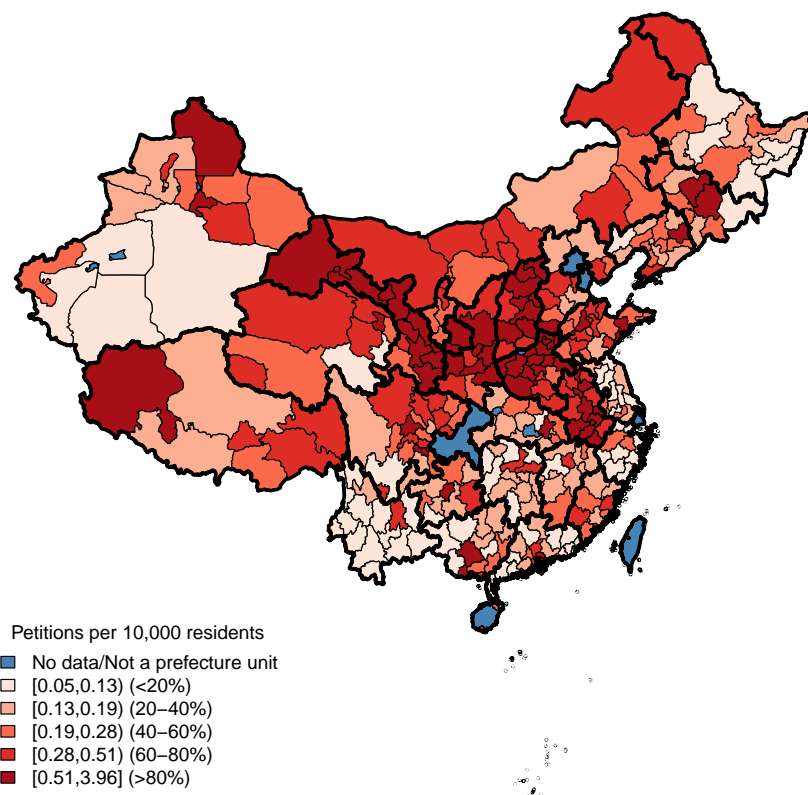 Petitions per 10,000 residents
No data/Not a prefecture unit
[0.05,0.13) (<20%)
[0.13,0.19) (20−40%)
[0.19,0.28) (40−60%)
[0.28,0.51) (60−80%)
[0.51,3.96] (>80%)